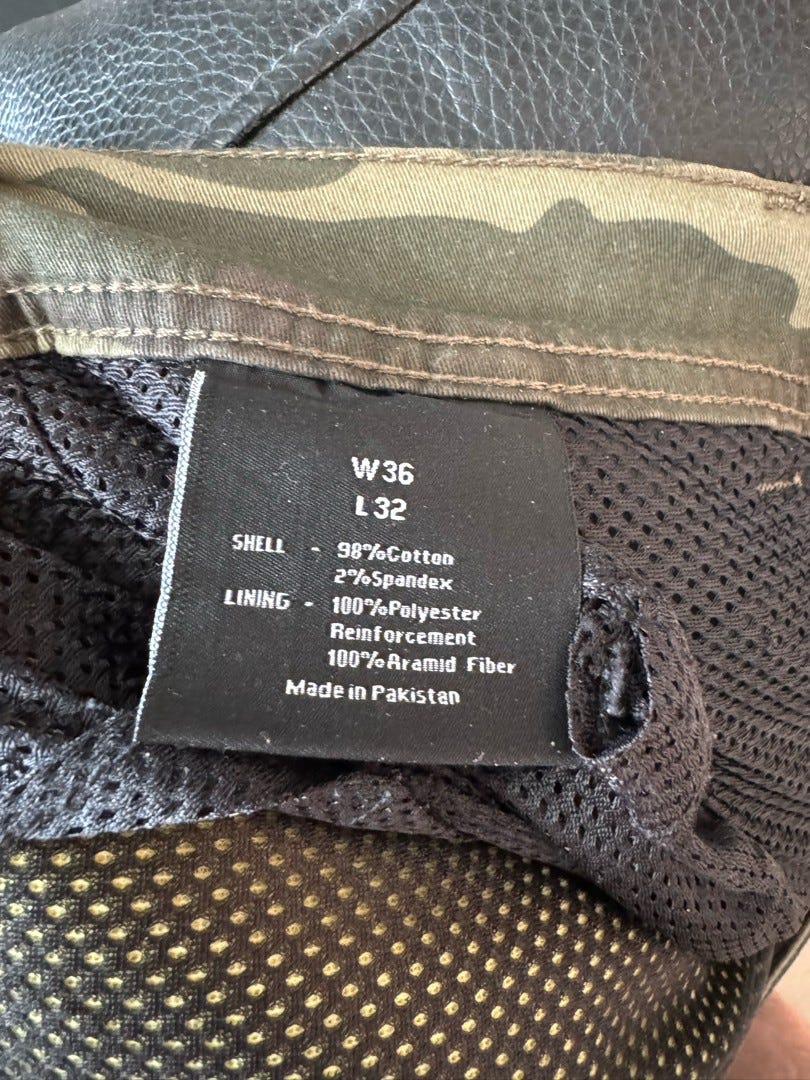 W36
L32
SHELL - 98%Cotton
2%Spandex
LINING - 100%Polyester
Reinforcement
100%Aramid Fiber
Made in Pakistan